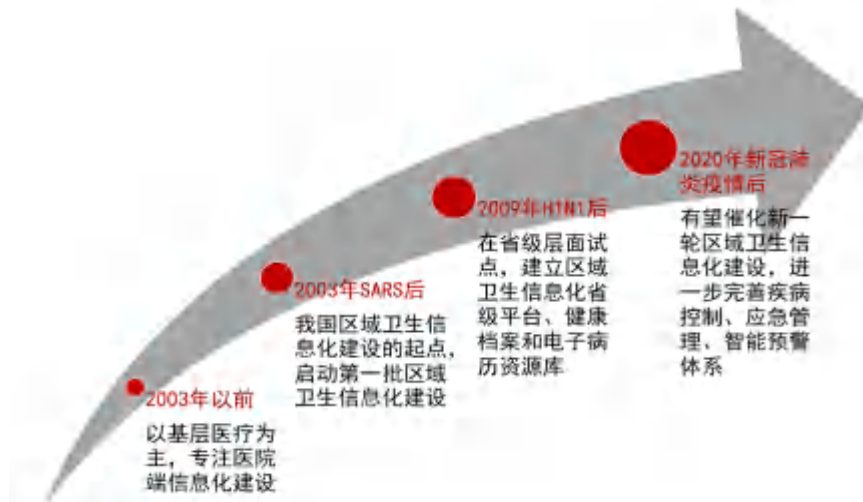 2003年以前
以基层医疗为
主，专注医院
端信息化建设
2003年SARS后
我国区域卫生信
息化建设的起点，
启动第一批区域
卫生信息化建设
2009年H1N1后
在省级层面试
点，建立区域
卫生信息化省
级平台、健康
档案和电子病
历资源库
2020年新冠肺
炎疫情后
有望催化新一
轮区域卫生信
息化建设，进
一步完善疾病
控制、应急管
理、智能预警
体系